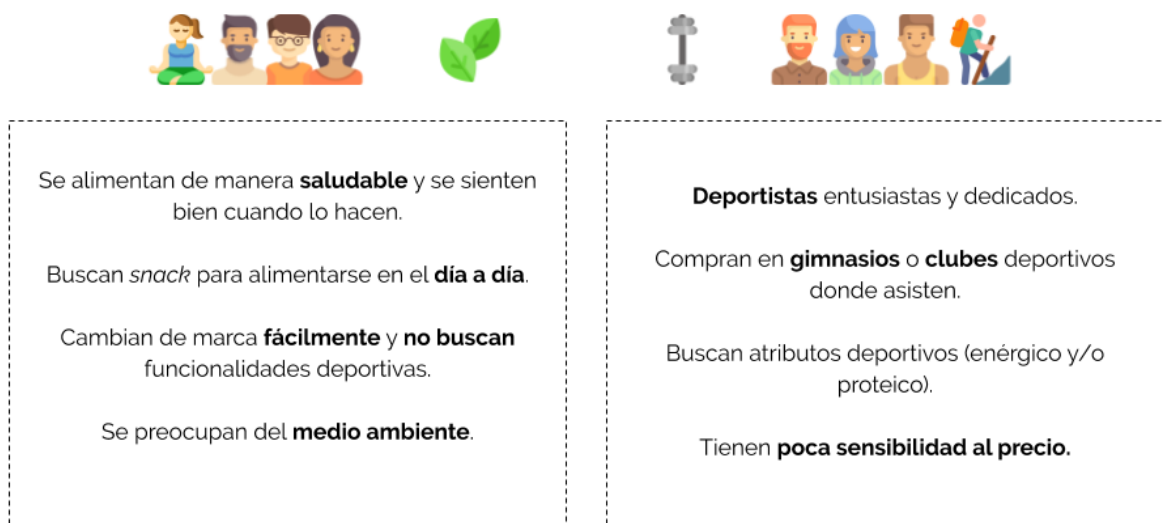 Se alimentan de manera saludable y se sienten
bien cuando lo hacen.
Buscan snack para alimentarse en el día a día.
Cambian de marca fácilmente y no buscan
funcionalidades deportivas.
Se preocupan del medio ambiente.
Deportistas entusiastas y dedicados.
Compran en gimnasios o clubes deportivos
donde asisten.
Buscan atributos deportivos (enérgico y/o
proteico).
Tienen poca sensibilidad al precio.